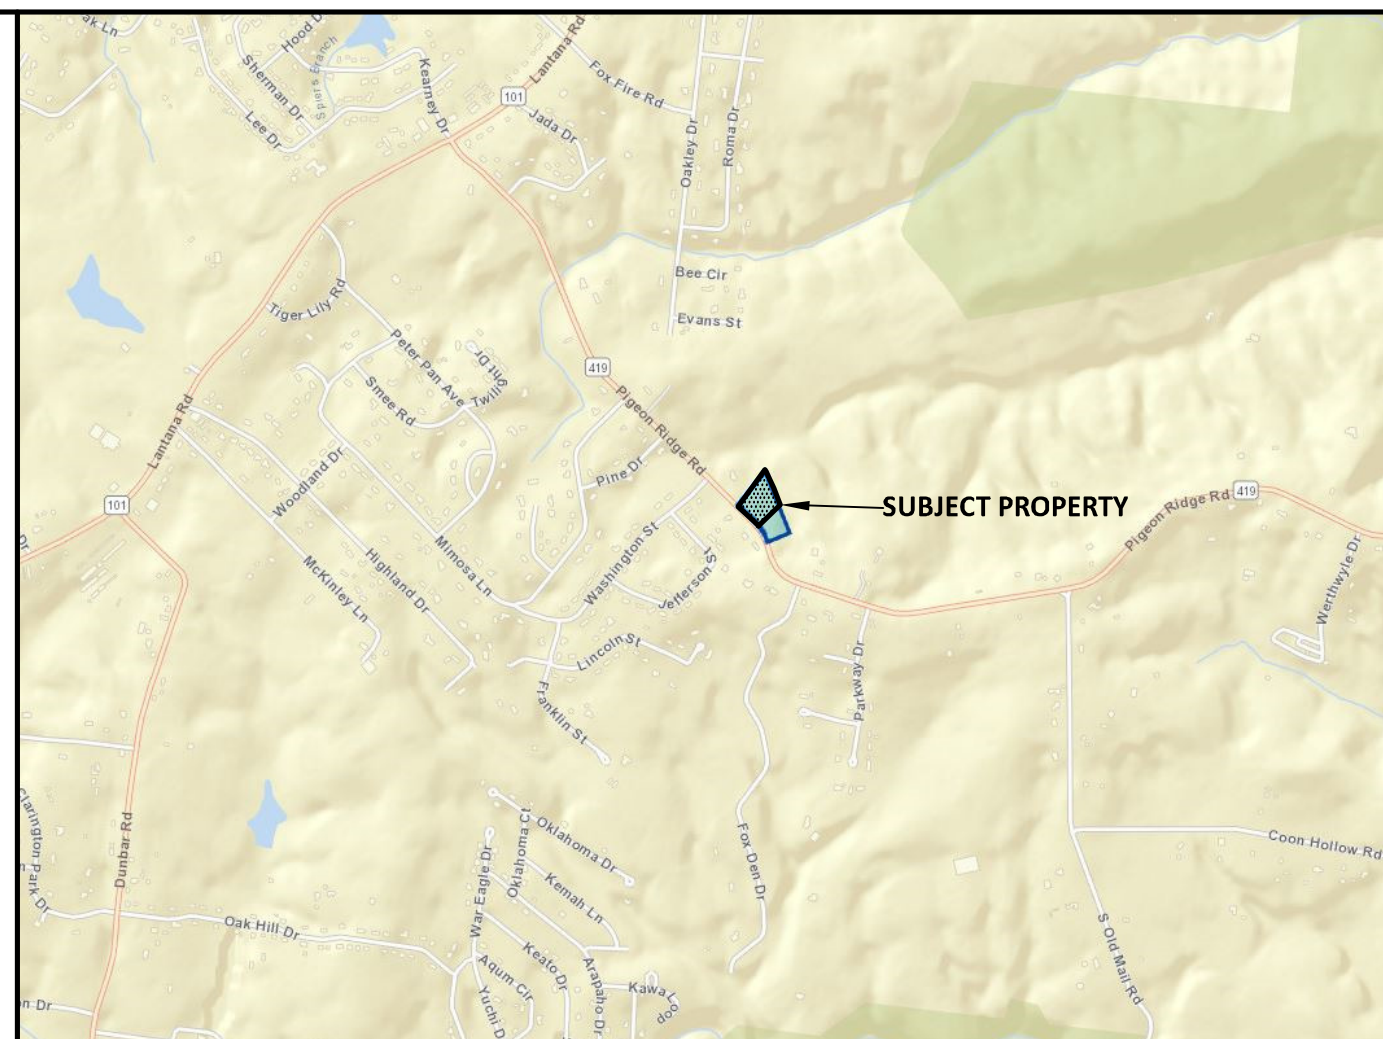 ak Ln
Hood D
Spiers Branch
Sherman Dr
Lee Dr
Kearney Dr
Lantana Rd
101
Fox Fire Rd
Jada Dr
Oakley Dr
Roma Dr
Bee Cir
Evans St
Tiger Lily Rd
Peter Pan Ave
Twilight Dr
Smee Rd
419
Pigeon Ridge Rd
Lantana Rd
Woodland Dr
Pine Dr
101
SUBJECT PROPERTY
Pigeon Ridge Rd
419
Dr
McKinley Ln
Highland Dr
Mimosa Ln
Washington St
Jefferson St
Werthwyle Dr
Lincoln St
Franklin St
Parkway Dr
Clarington Park Dr
n
Dunbar Rd
Oklahoma Ct
Oklahoma Dr
War Eagle Dr
Kemah Ln
Fox Den Dr
Coon Hollow Rd
Oak Hill Dr
Keato Dr
Aqum Cir
Arapaho Dr
Kawa Loop
Yuchi D
S Old Mail Rd
n Dr